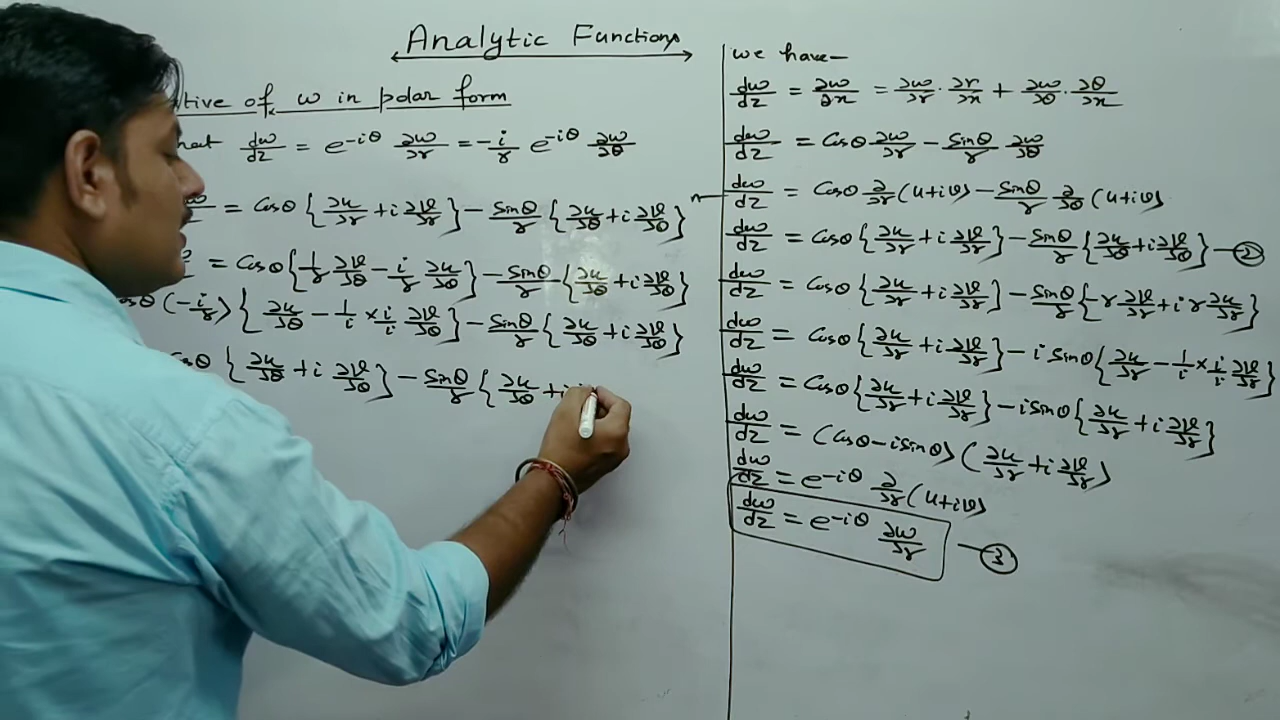 Analytic Functions
tive of w in polar form
hat dw/dz = e^{-iθ} ∂w/∂r = -i/r e^{-iθ} ∂w/∂θ
= Cosθ {∂u/∂r + i ∂v/∂r} - Sinθ/r {∂u/∂θ + i ∂v/∂θ}
= Cosθ {1/r ∂v/∂θ - i/r ∂u/∂θ} - Sinθ/r {∂u/∂θ + i ∂v/∂θ}
osθ (-i/r) {∂u/∂θ - 1/i × i/i ∂v/∂θ} - Sinθ/r {∂u/∂θ + i ∂v/∂θ}
osθ {∂u/∂θ + i ∂v/∂θ} - Sinθ/r {∂u/∂θ + i
we have—
dw/dz = ∂w/∂x = ∂w/∂r · ∂r/∂x + ∂w/∂θ · ∂θ/∂x
dw/dz = Cosθ ∂w/∂r - Sinθ/r ∂w/∂θ
dw/dz = Cosθ ∂/∂r (u+iv) - Sinθ/r ∂/∂θ (u+iv)
dw/dz = Cosθ {∂u/∂r + i ∂v/∂r} - Sinθ/r {∂u/∂θ + i ∂v/∂θ} — ②
dw/dz = Cosθ {∂u/∂r + i ∂v/∂r} - Sinθ/r {-r ∂v/∂r + i r ∂u/∂r}
dw/dz = Cosθ {∂u/∂r + i ∂v/∂r} - i Sinθ {∂u/∂r - 1/i × i/i ∂v/∂r}
dw/dz = Cosθ {∂u/∂r + i ∂v/∂r} - i Sinθ {∂u/∂r + i ∂v/∂r}
dw/dz = (Cosθ - i Sinθ) (∂u/∂r + i ∂v/∂r)
dw/dz = e^{-iθ} ∂/∂r (u+iv)
dw/dz = e^{-iθ} ∂w/∂r — ③